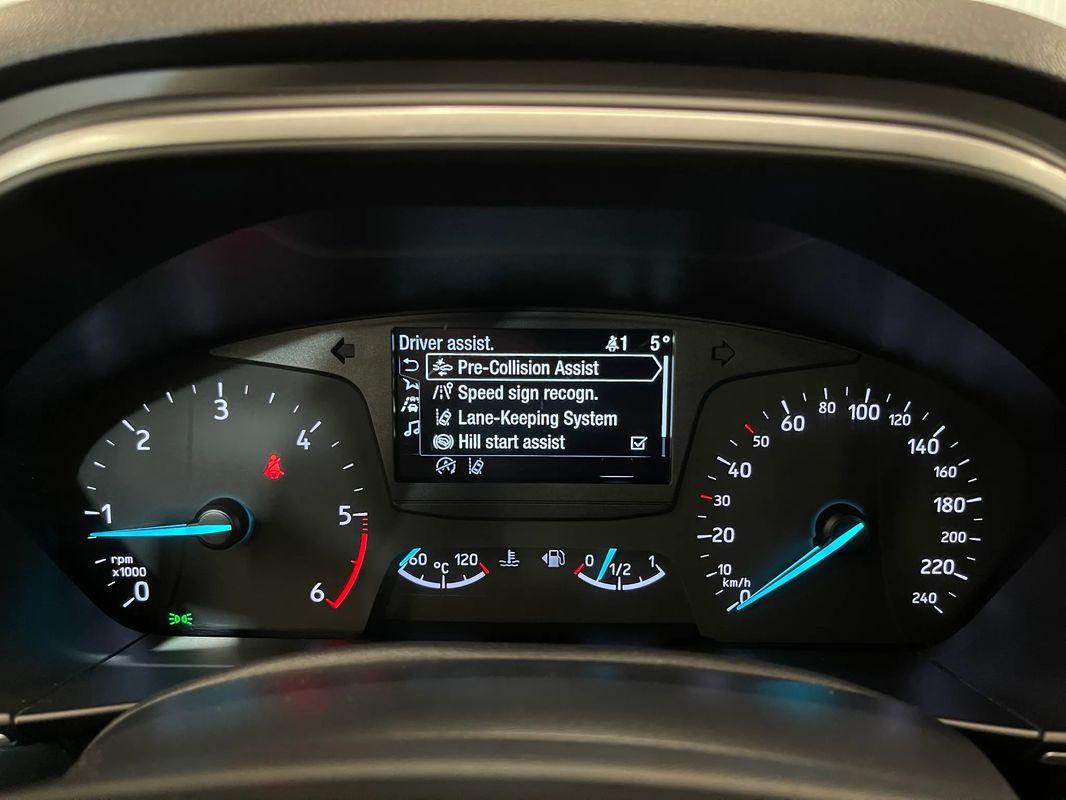 Driver assist. 1 5°
Pre-Collision Assist
Speed sign recogn.
Lane-Keeping System
Hill start assist
0
1
2
3
4
5
6
rpm
x1000
60 °C 120
0 1/2 1
0
10
20
30
40
50
60
80
100
120
140
160
180
200
220
240
km/h